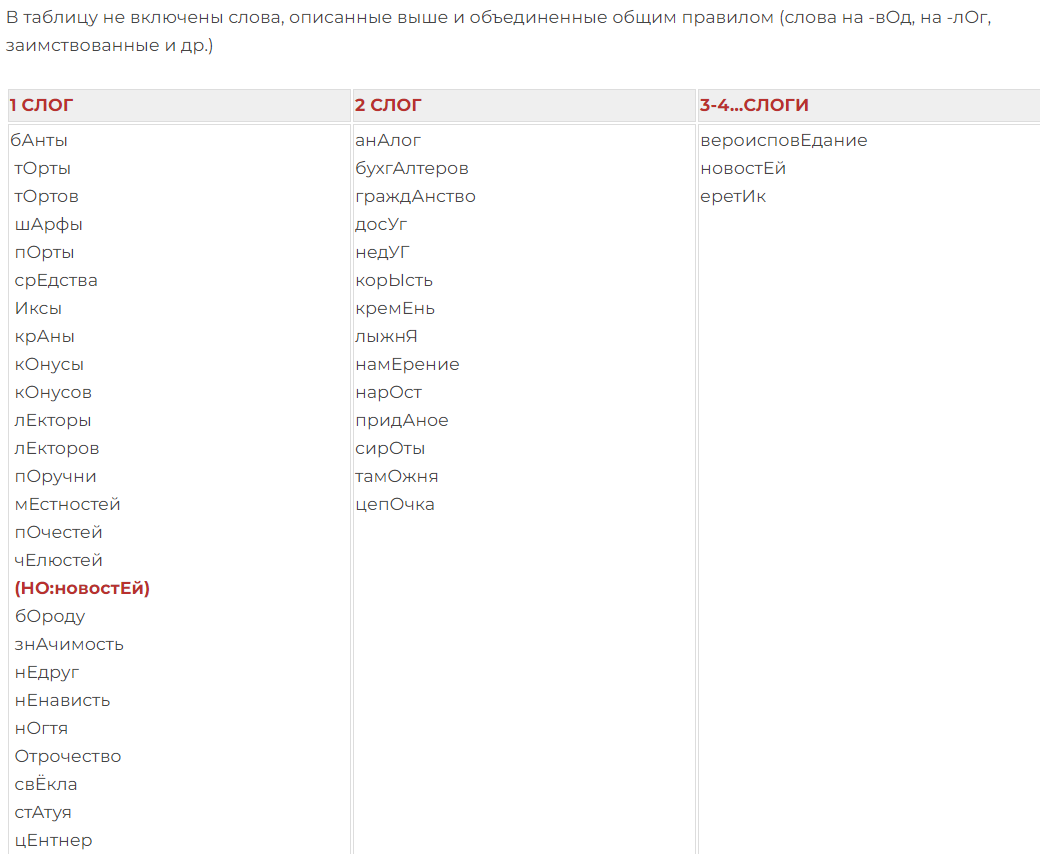 В таблицу не включены слова, описанные выше и объединенные общим правилом (слова на -вОд, на -лОг,
заимствованные и др.)
1 СЛОГ
2 СЛОГ
3-4...СЛОГИ
бАнты
тОрты
тОртов
шАрфы
пОрты
срЕдства
Иксы
крАны
кОнусы
кОнусов
лЕкторы
лЕкторов
пОручни
мЕстностей
пОчестей
чЕлюстей
(НО:новостЕй)
бОроду
знАчимость
нЕдруг
нЕнависть
нОгтя
Отрочество
свЁкла
стАтуя
цЕнтнер
анАлог
бухгАлтеров
граждАнство
досУг
недУГ
корЫсть
кремЕнь
лыжнЯ
намЕрение
нарОст
придАное
сирОты
тамОжня
цепОчка
вероисповЕдание
новостЕй
еретИк